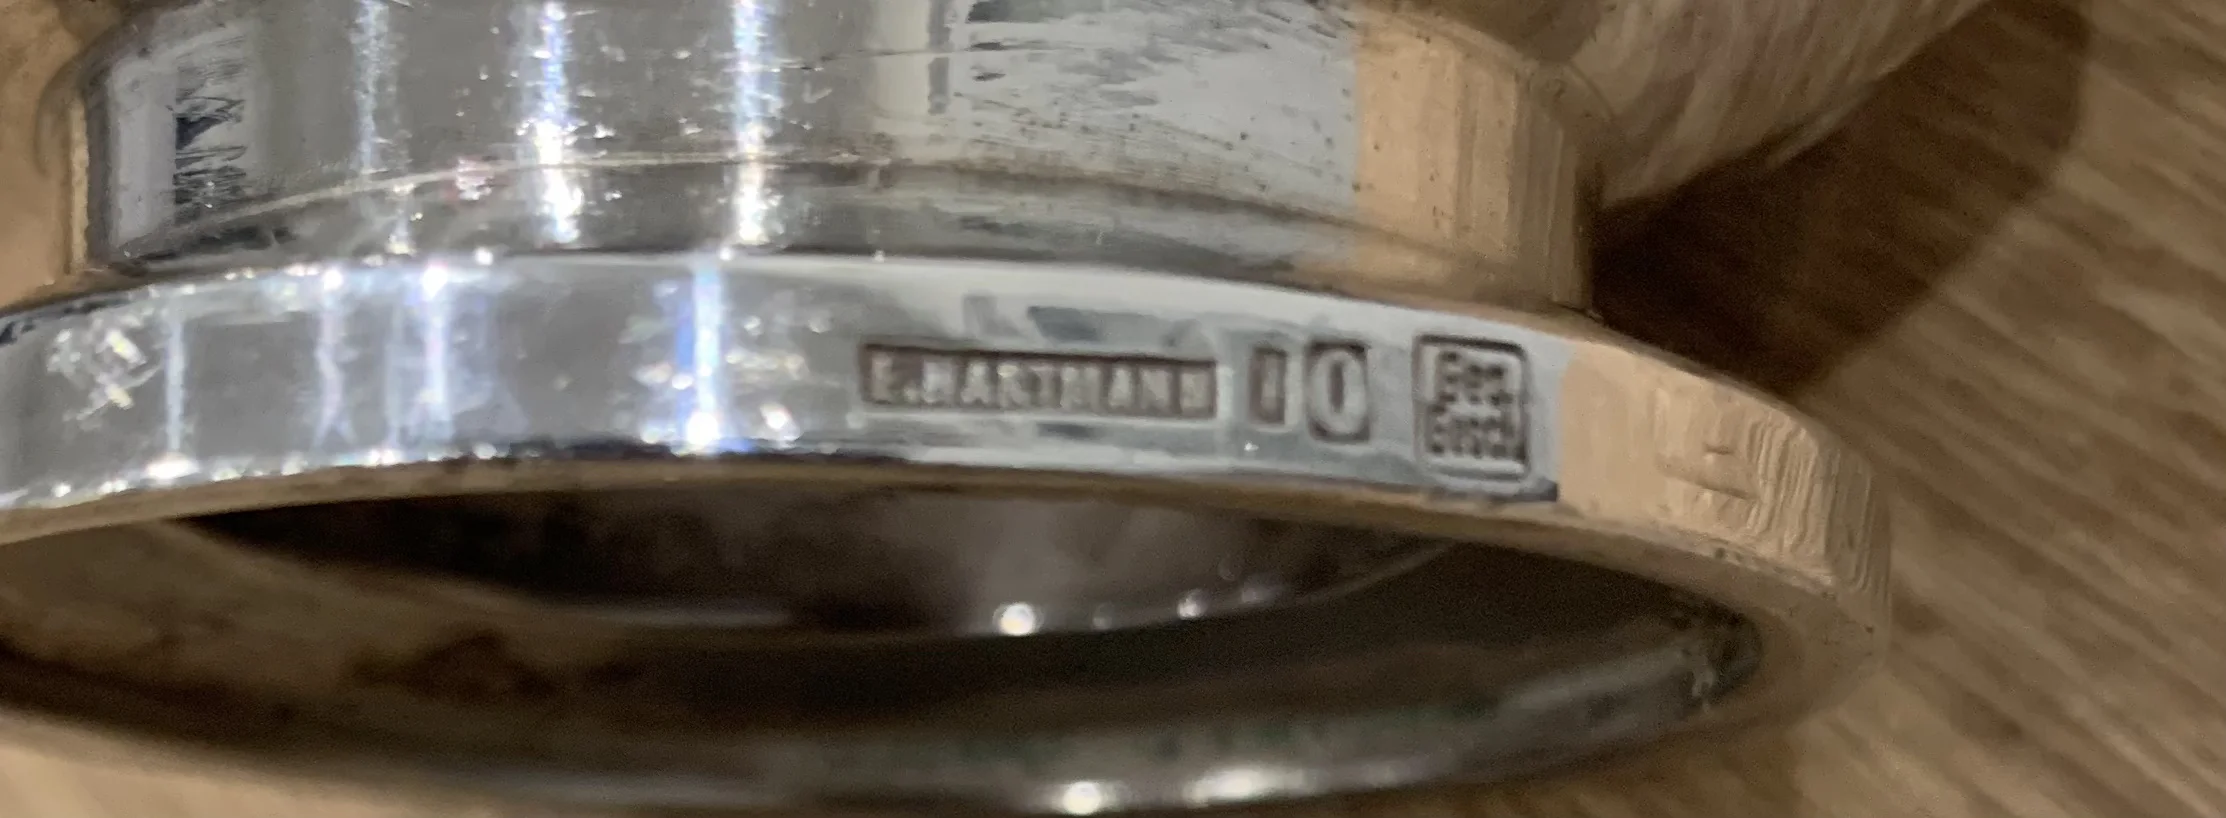 E.HARTMANN 10 Ges. Gesch